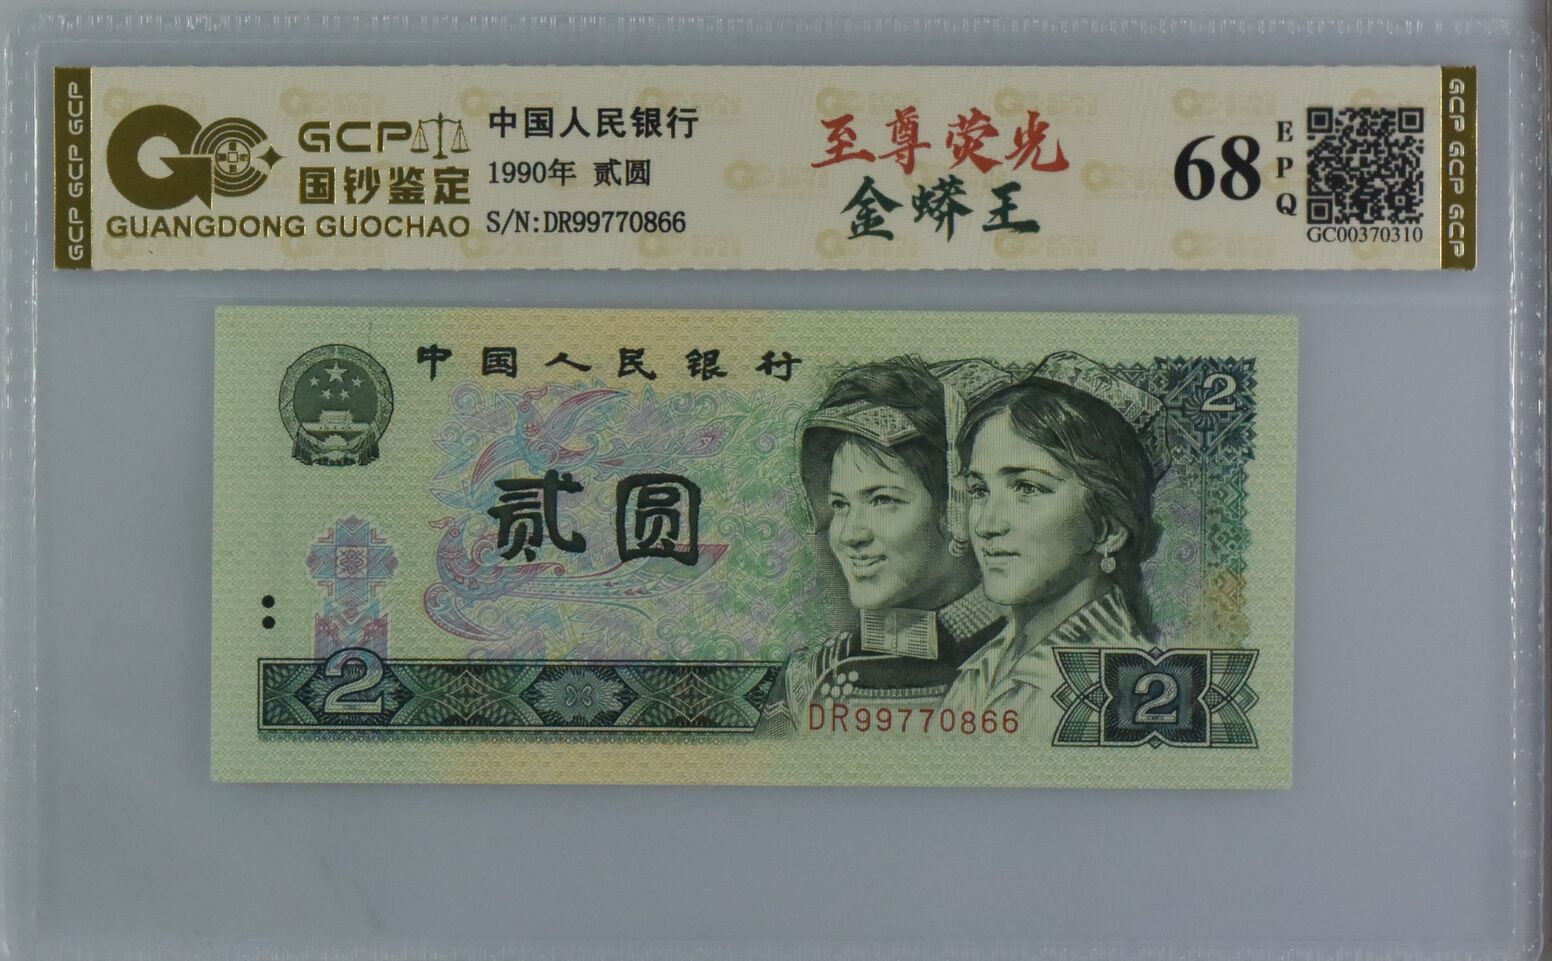 GCP GCP GCP
GCP
国钞鉴定
GUANGDONG GUOCHAO
中国人民银行
1990年 贰圆
S/N:DR99770866
至尊荧光
金蟒王
68
EPQ
GC00370310
GCP GCP GCP
中国人民银行
2
贰圆
2
DR99770866
2